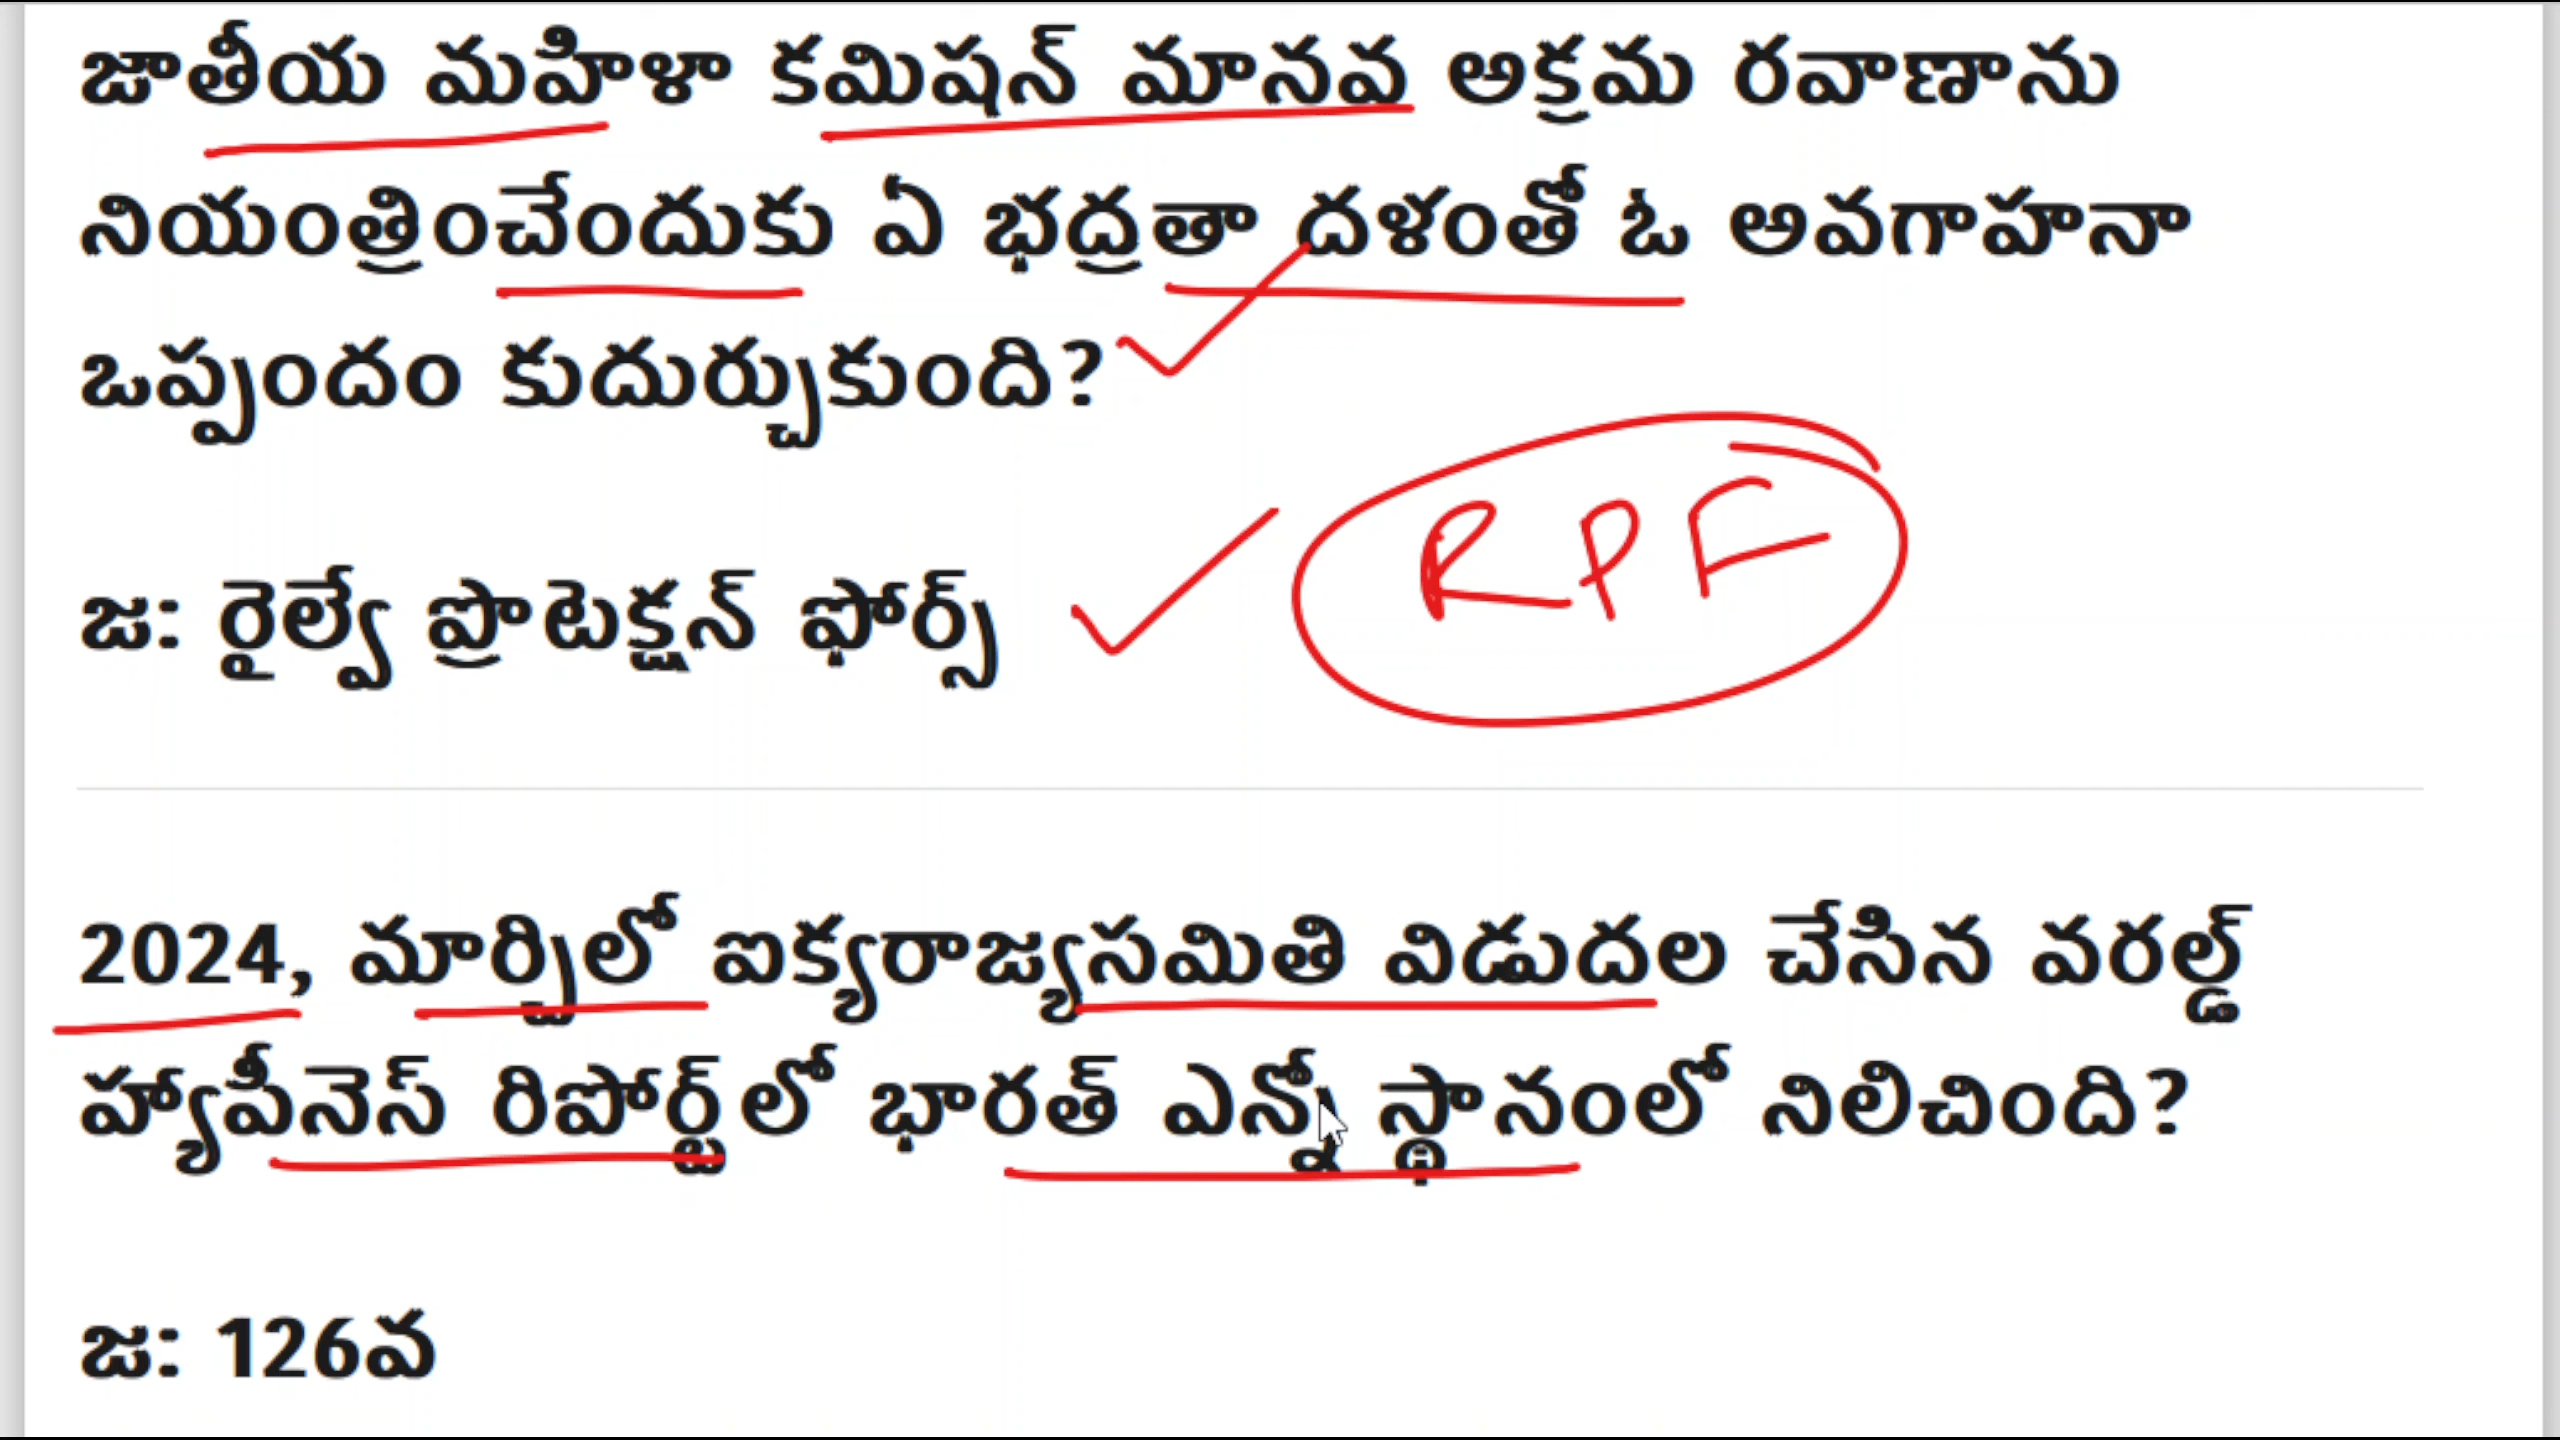 జాతీయ మహిళా కమిషన్ మానవ అక్రమ రవాణాను
నియంత్రించేందుకు ఏ భద్రతా దళంతో ఓ అవగాహనా
ఒప్పందం కుదుర్చుకుంది?
RPF
జ: రైల్వే ప్రొటెక్షన్ ఫోర్స్
2024, మార్చిలో ఐక్యరాజ్యసమితి విడుదల చేసిన వరల్డ్
హ్యాపీనెస్ రిపోర్ట్‌లో భారత్ ఎన్నో స్థానంలో నిలిచింది?
జ: 126వ